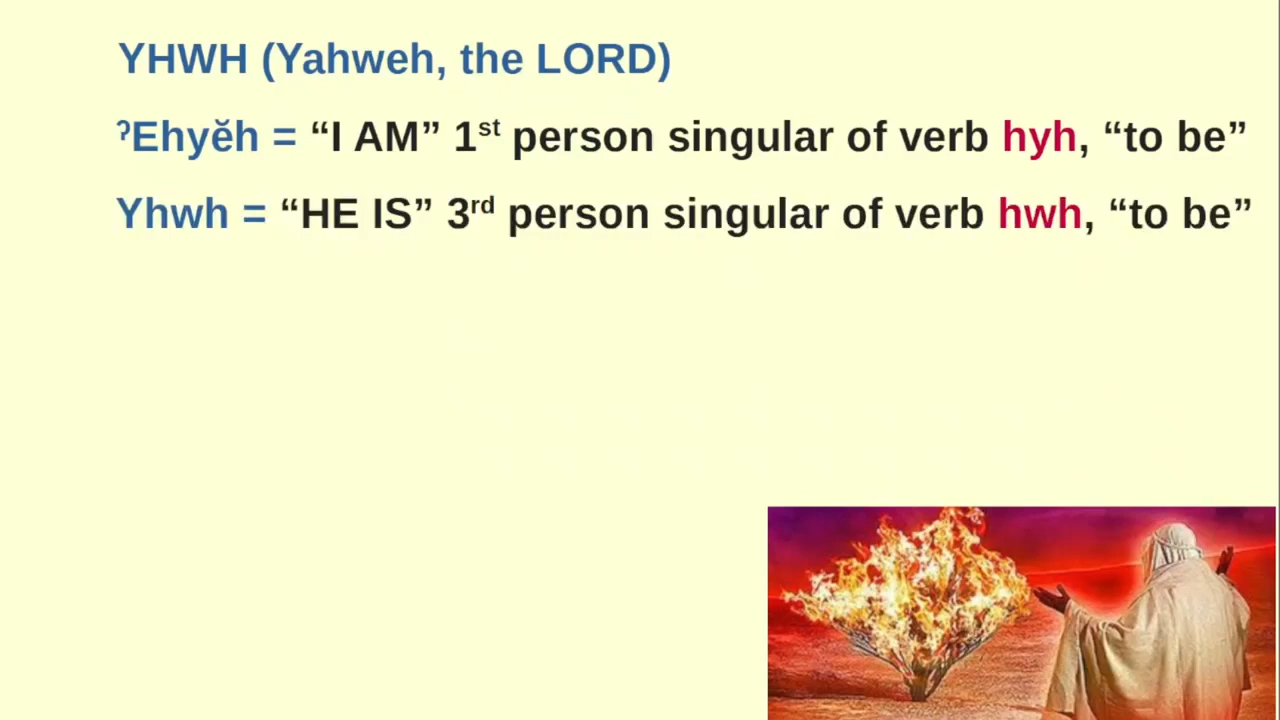 YHWH (Yahweh, the LORD)
ˀEhyĕh = “I AM” 1st person singular of verb hyh, “to be”
Yhwh = “HE IS” 3rd person singular of verb hwh, “to be”